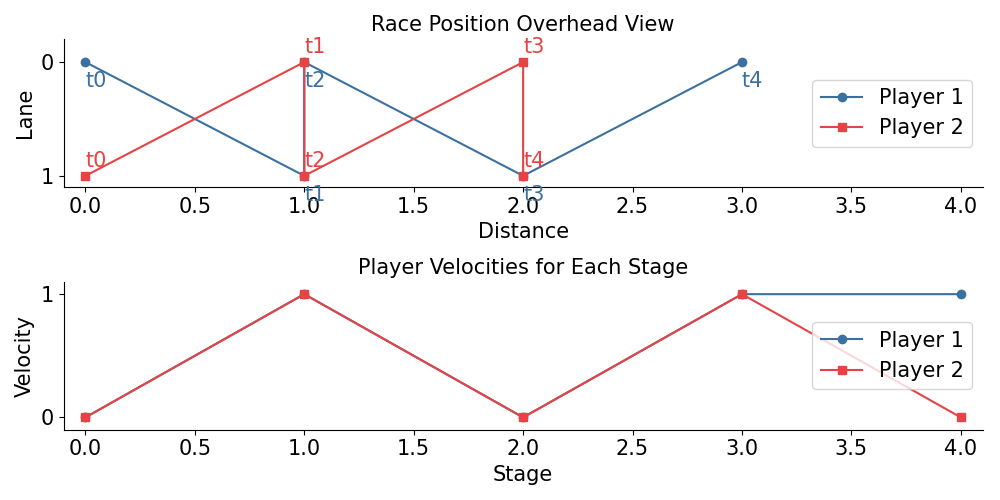 Race Position Overhead View
t1
t3
0
t0
t2
t4
Player 1
Player 2
Lane
t0
t2
t4
1
t1
t3
0.0 0.5 1.0 1.5 2.0 2.5 3.0 3.5 4.0
Distance
Player Velocities for Each Stage
1
Velocity
Player 1
Player 2
0
0.0 0.5 1.0 1.5 2.0 2.5 3.0 3.5 4.0
Stage